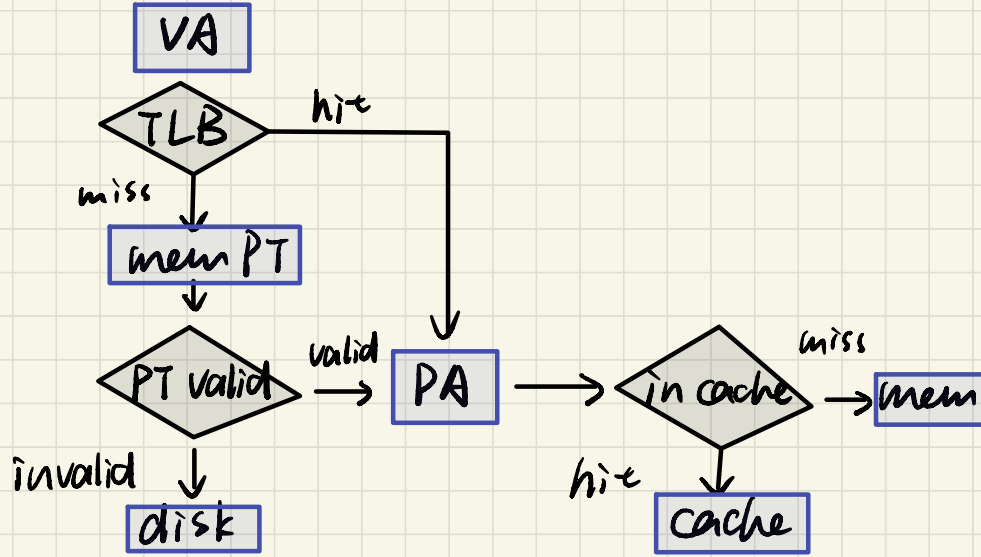 VA
TLB
hit
miss
mem PT
PT valid
valid
PA
in cache
miss
mem
invalid
hit
disk
cache